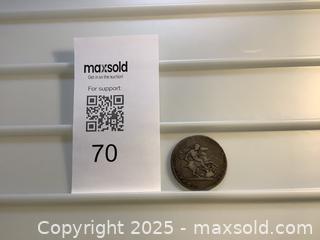 maxsold
Get in on the auction!
For support:
70
Copyright 2025 - maxsold.com